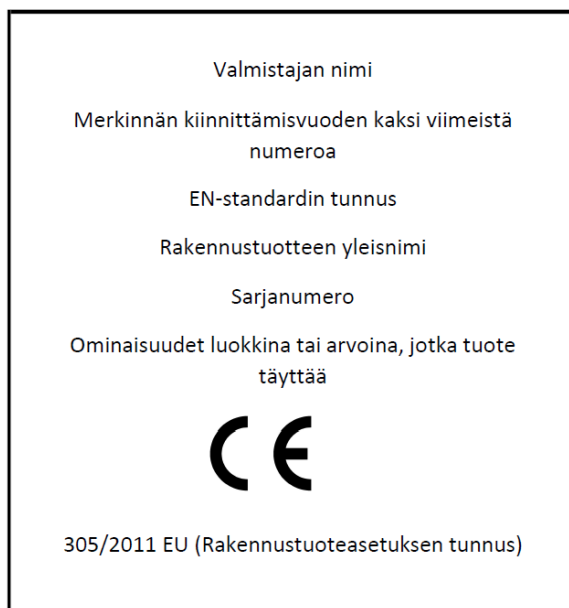 Valmistajan nimi
Merkinnän kiinnittämisvuoden kaksi viimeistä
numeroa
EN-standardin tunnus
Rakennustuotteen yleisnimi
Sarjanumero
Ominaisuudet luokkina tai arvoina, jotka tuote
täyttää
CE
305/2011 EU (Rakennustuoteasetuksen tunnus)